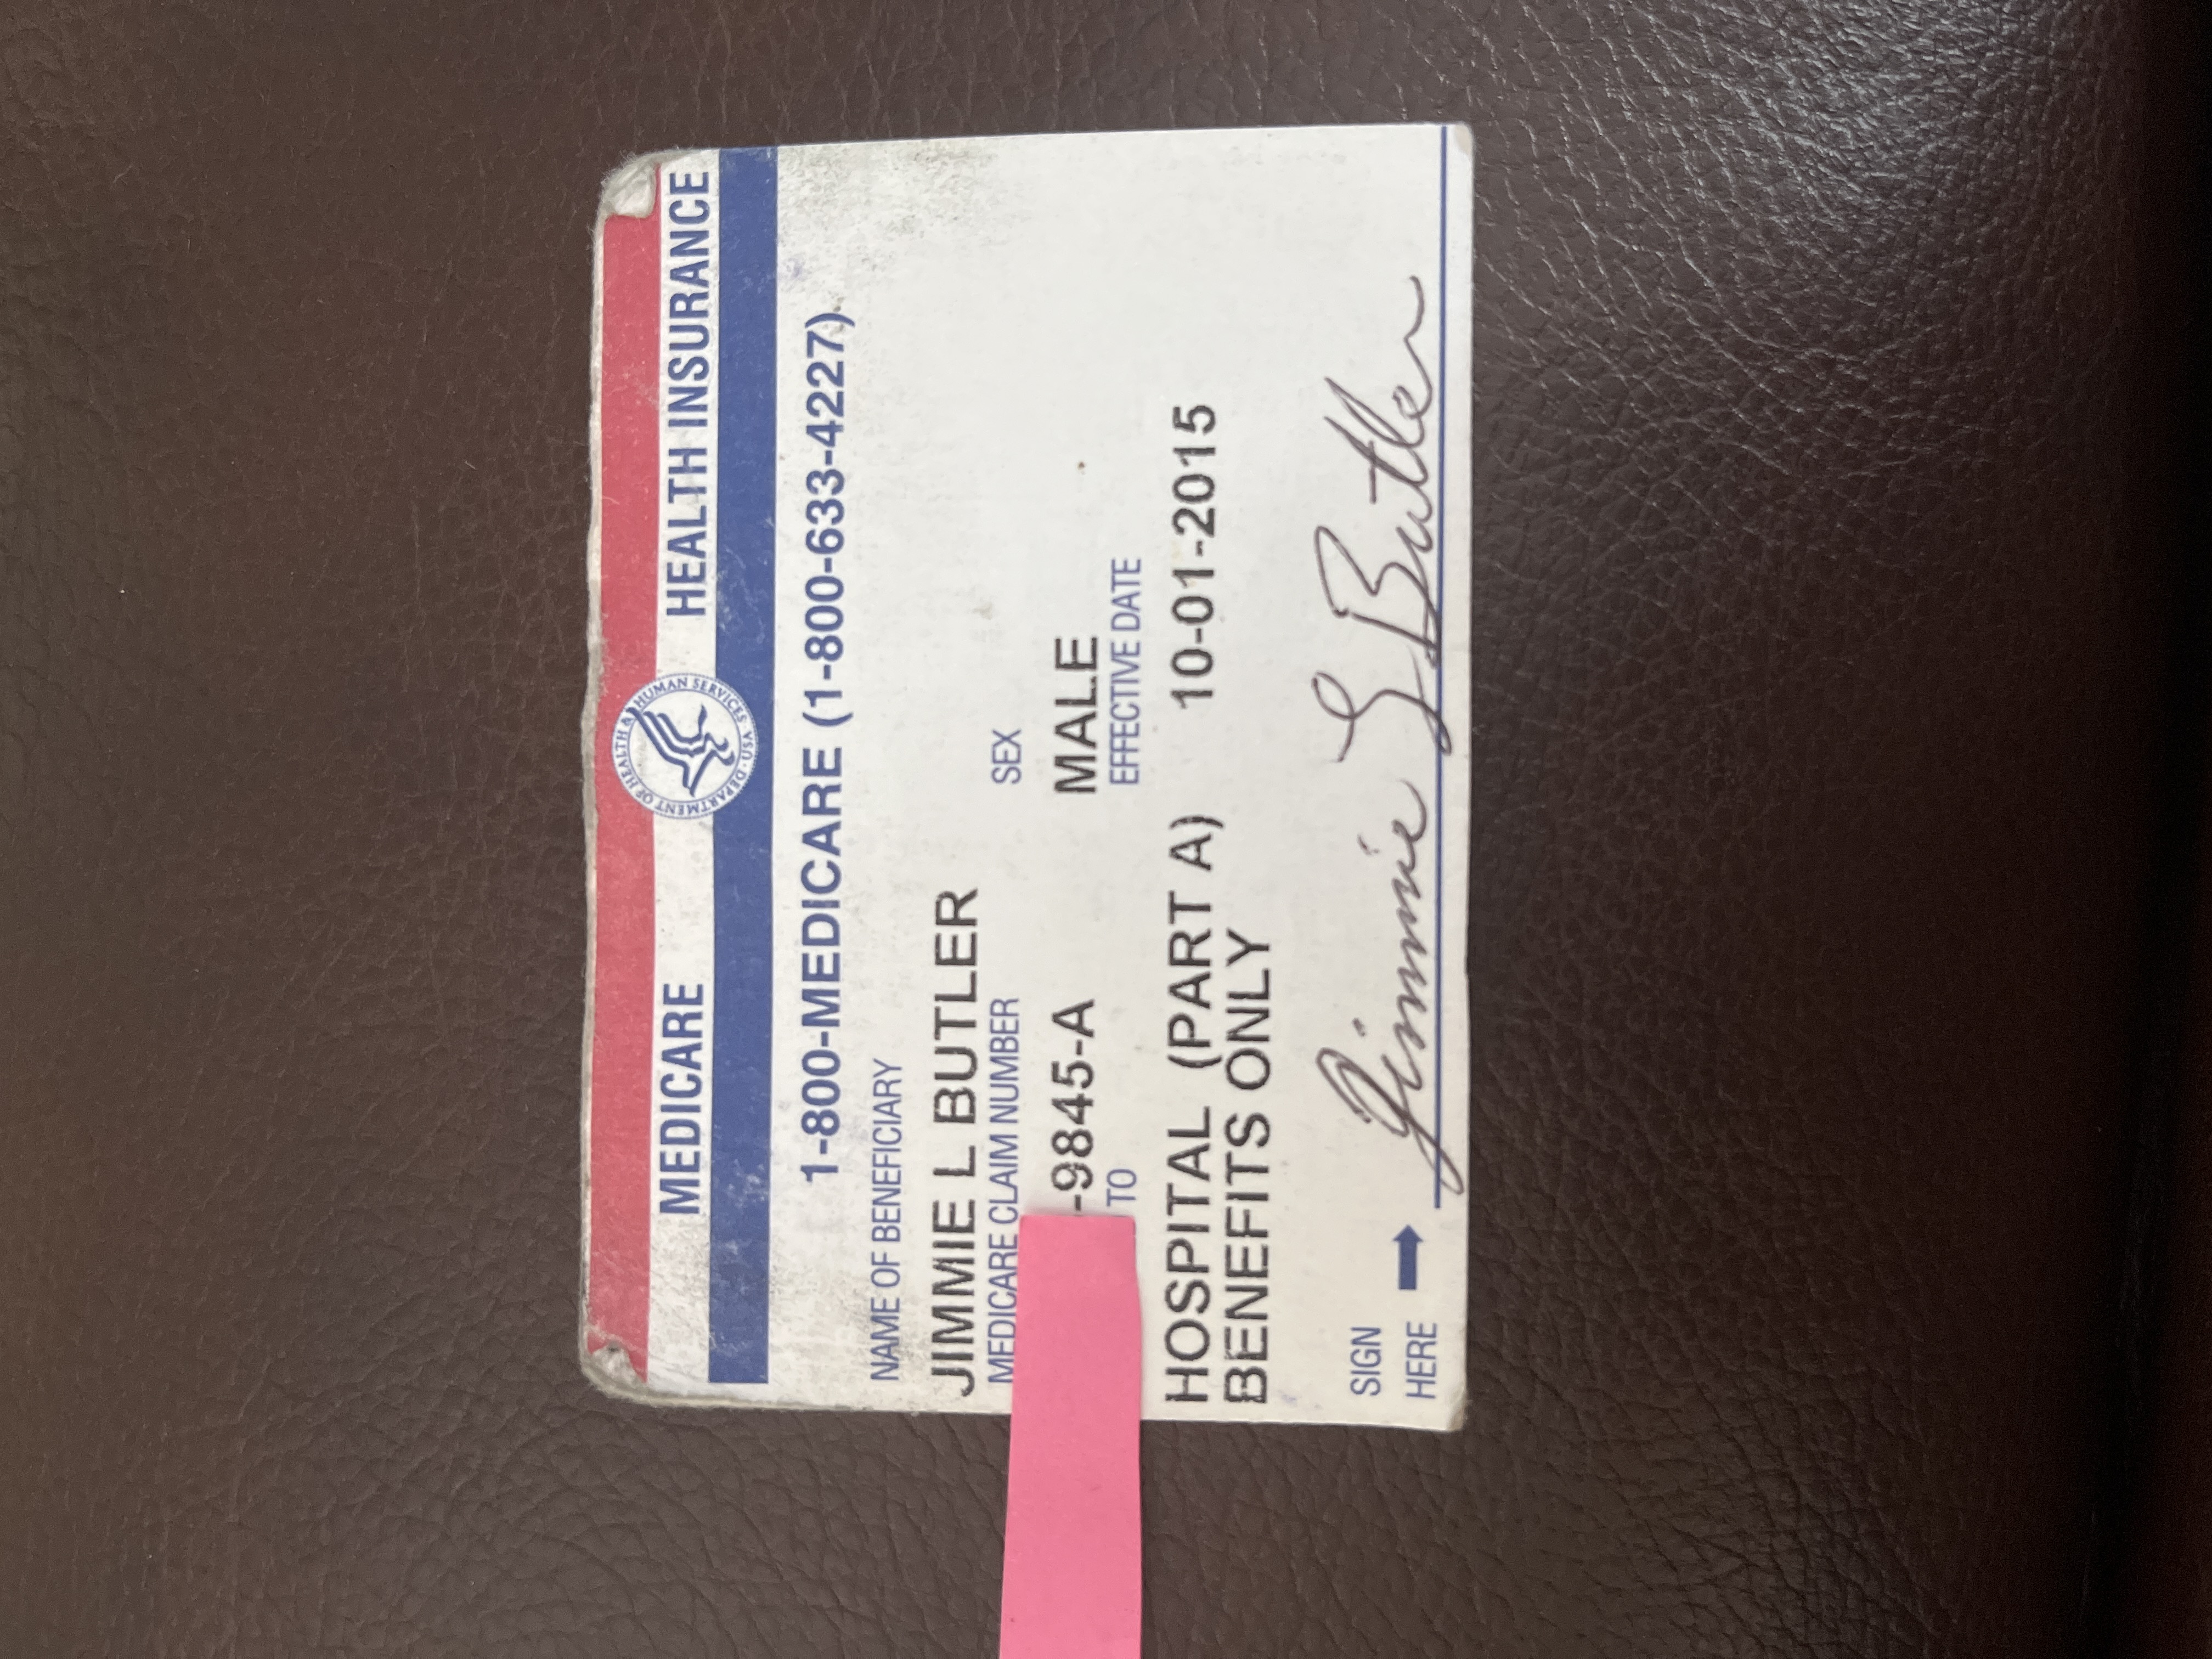 MEDICARE HEALTH INSURANCE
DEPARTMENT OF HEALTH & HUMAN SERVICES · USA
1-800-MEDICARE (1-800-633-4227)
NAME OF BENEFICIARY
JIMMIE L BUTLER
MEDICARE CLAIM NUMBER SEX
-9845-A MALE
TO EFFECTIVE DATE
HOSPITAL (PART A) 10-01-2015
BENEFITS ONLY
SIGN
HERE Jimmie L Butler